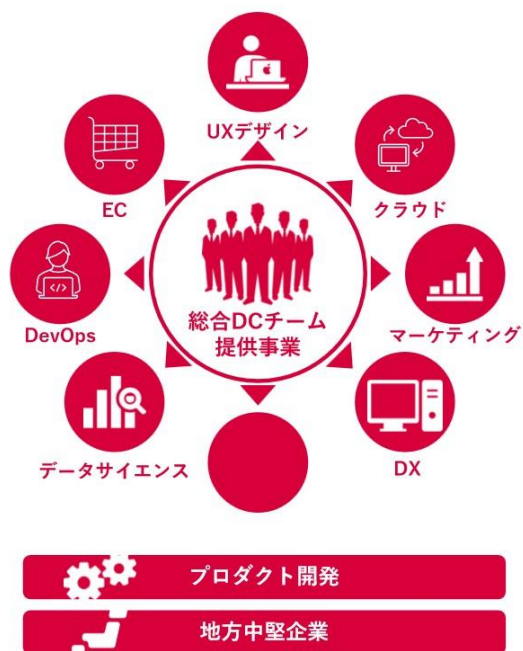 UXデザイン
EC
クラウド
総合DCチーム
提供事業
DevOps
マーケティング
データサイエンス
DX
プロダクト開発
地方中堅企業